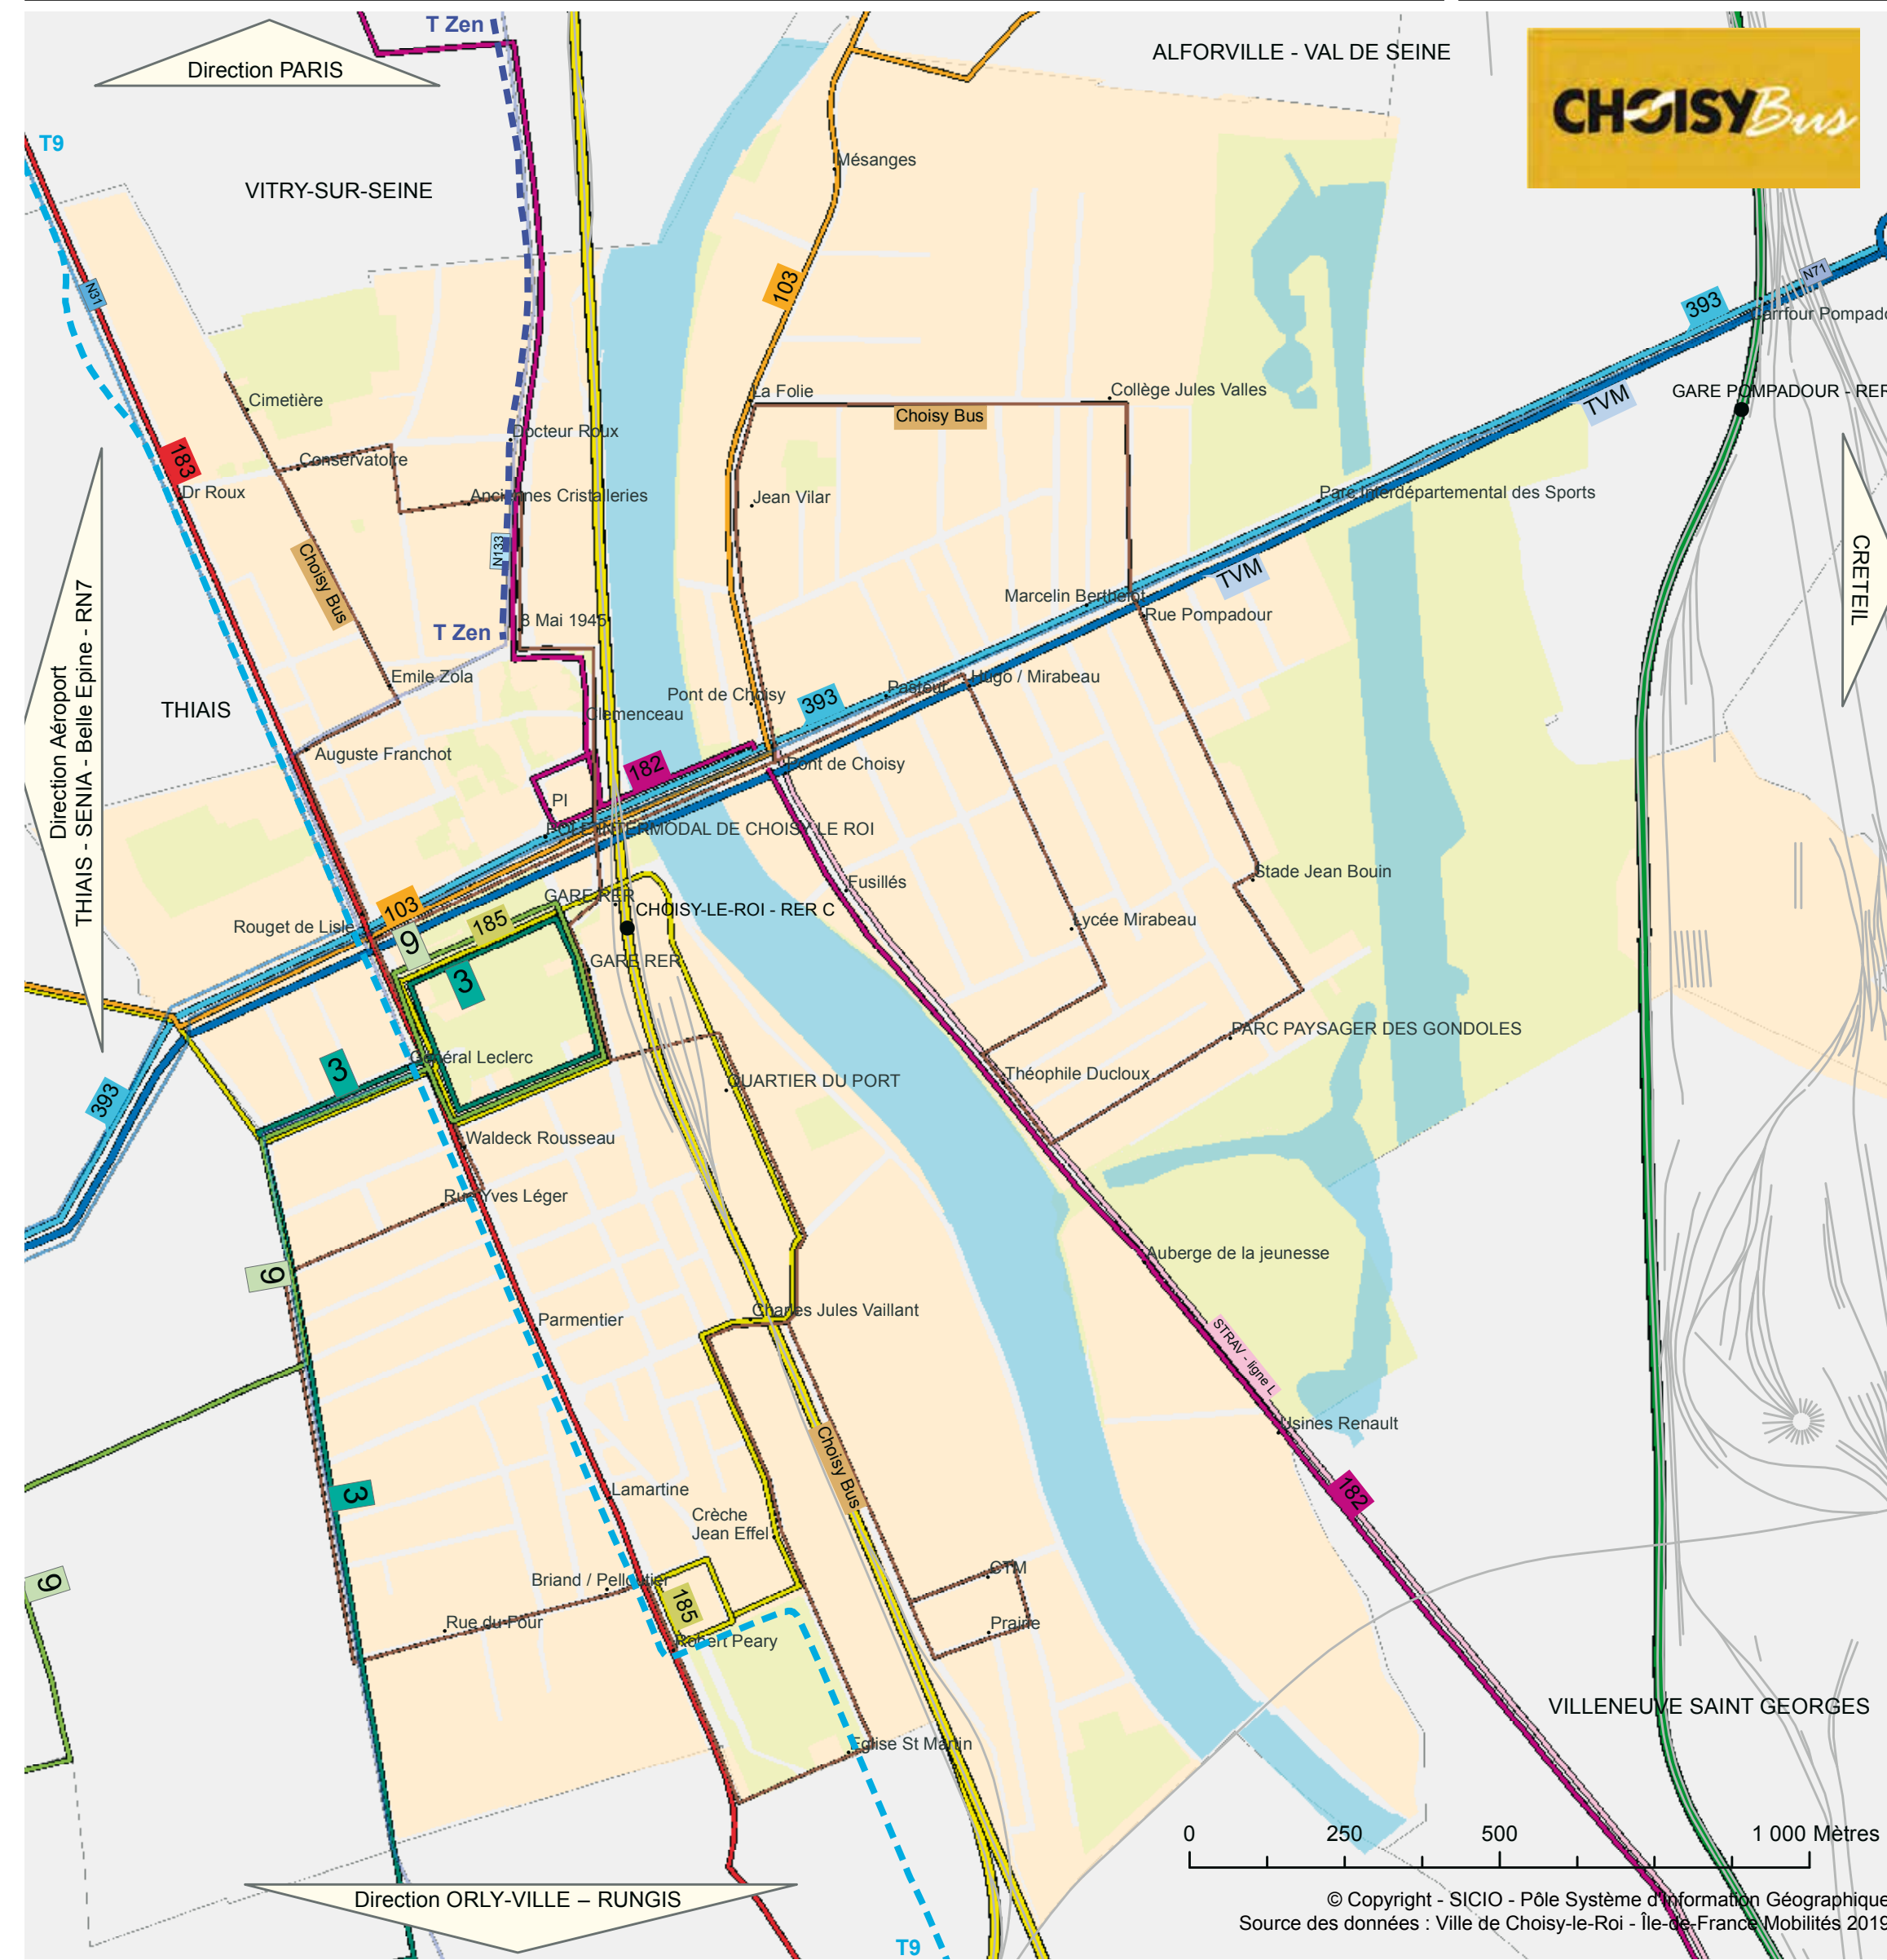 T Zen
Direction PARIS
ALFORVILLE - VAL DE SEINE
CHOISY Bus
T9
VITRY-SUR-SEINE
Mésanges
N31
103
N71
393
Carrfour Pompado
Cimetière
La Folie
Collège Jules Valles
GARE POMPADOUR - RER
TVM
Choisy Bus
Docteur Roux
183
Conservatoire
Dr Roux
Anciennes Cristalleries
Jean Vilar
Parc Interdépartemental des Sports
N133
CRETEIL
Choisy Bus
TVM
Marcelin Berthelot
Rue Pompadour
8 Mai 1945
T Zen
Direction Aéroport
THIAIS - SENIA - Belle Epine - RN7
Emile Zola
Pont de Choisy
Pasteur
Hugo / Mirabeau
THIAIS
393
Clemenceau
Auguste Franchot
182
Pont de Choisy
PI
POLE INTERMODAL DE CHOISY LE ROI
Stade Jean Bouin
Fusillés
GARE RER
103
CHOISY-LE-ROI - RER C
Lycée Mirabeau
Rouget de Lisle
185
9
GARE RER
3
PARC PAYSAGER DES GONDOLES
Général Leclerc
3
Théophile Ducloux
QUARTIER DU PORT
393
Waldeck Rousseau
Rue Yves Léger
Auberge de la jeunesse
9
Charles Jules Vaillant
Parmentier
STRAV - ligne L
Usines Renault
Choisy Bus
3
Lamartine
182
Crèche
Jean Effel
CTM
Briand / Pelloutier
9
185
Rue du Four
Prairie
Robert Peary
VILLENEUVE SAINT GEORGES
Eglise St Martin
0 250 500 1 000 Mètres
Direction ORLY-VILLE – RUNGIS
© Copyright - SICIO - Pôle Système d'Information Géographique
Source des données : Ville de Choisy-le-Roi - Île-de-France Mobilités 2019
T9